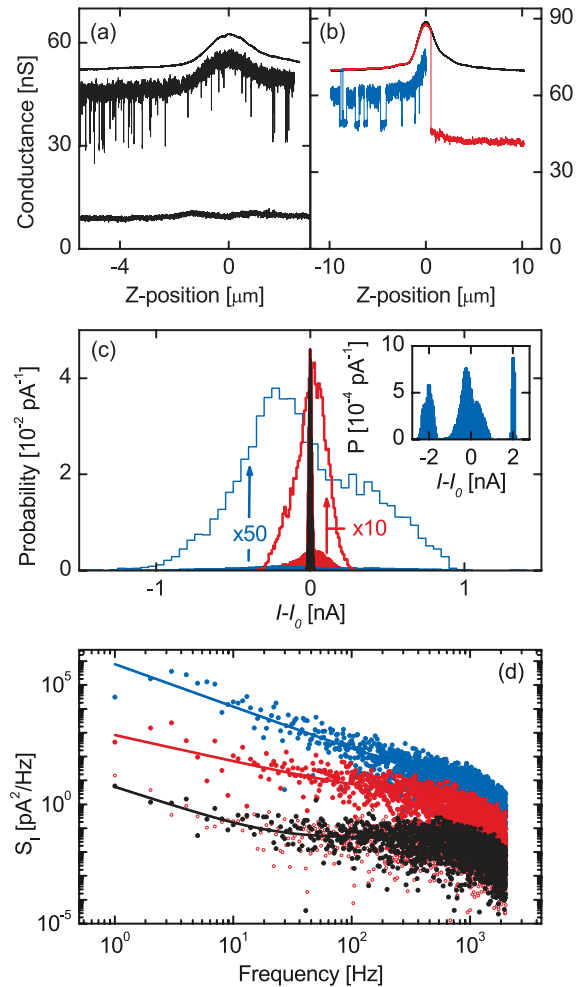 (a)
(b)
60
30
0
90
60
30
0
Conductance [nS]
-4
0
-10
0
10
Z-position [μm]
Z-position [μm]
(c)
4
2
0
Probability [10⁻² pA⁻¹]
x50
x10
-1
0
1
I-I₀ [nA]
10
5
0
P [10⁻⁴ pA⁻¹]
-2
0
2
I-I₀ [nA]
(d)
10⁵
10⁰
10⁻⁵
S_I [pA²/Hz]
10⁰
10¹
10²
10³
Frequency [Hz]